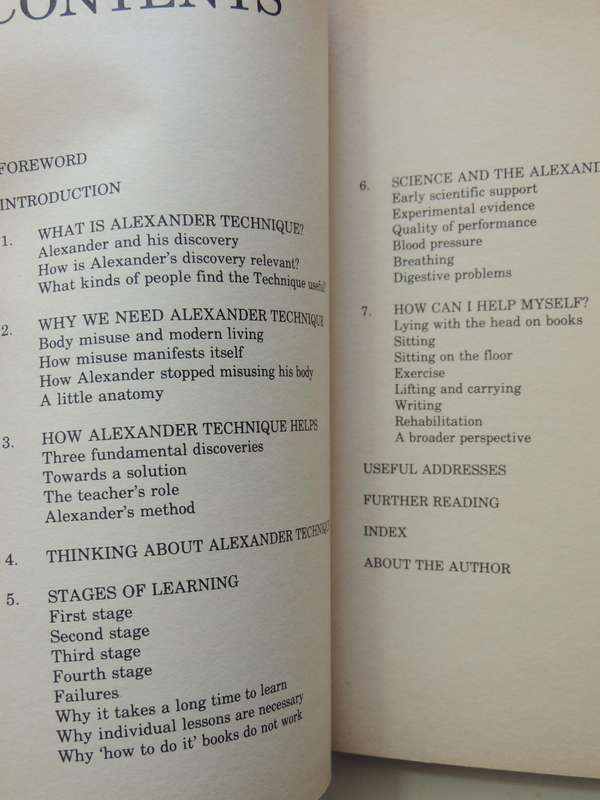 CONTENTS
FOREWORD
INTRODUCTION
1. WHAT IS ALEXANDER TECHNIQUE?
Alexander and his discovery
How is Alexander's discovery relevant?
What kinds of people find the Technique useful?
2. WHY WE NEED ALEXANDER TECHNIQUE
Body misuse and modern living
How misuse manifests itself
How Alexander stopped misusing his body
A little anatomy
3. HOW ALEXANDER TECHNIQUE HELPS
Three fundamental discoveries
Towards a solution
The teacher's role
Alexander's method
4. THINKING ABOUT ALEXANDER TECHNIQUE
5. STAGES OF LEARNING
First stage
Second stage
Third stage
Fourth stage
Failures
Why it takes a long time to learn
Why individual lessons are necessary
Why 'how to do it' books do not work
6. SCIENCE AND THE ALEXAND
Early scientific support
Experimental evidence
Quality of performance
Blood pressure
Breathing
Digestive problems
7. HOW CAN I HELP MYSELF?
Lying with the head on books
Sitting
Sitting on the floor
Exercise
Lifting and carrying
Writing
Rehabilitation
A broader perspective
USEFUL ADDRESSES
FURTHER READING
INDEX
ABOUT THE AUTHOR